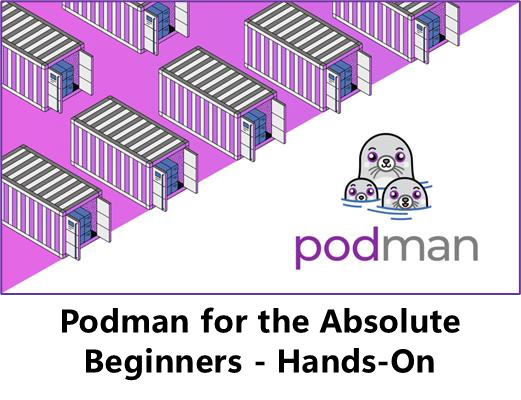 podman
Podman for the Absolute
Beginners - Hands-On